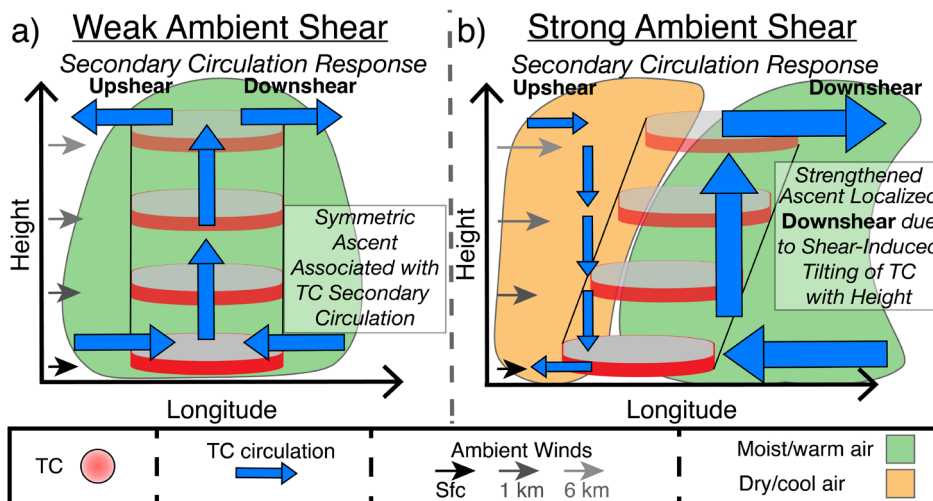 a) Weak Ambient Shear
Secondary Circulation Response
Upshear Downshear
Height
Symmetric
Ascent
Associated with
TC Secondary
Circulation
Longitude
b) Strong Ambient Shear
Secondary Circulation Response
Upshear Downshear
Height
Strengthened
Ascent Localized
Downshear due
to Shear-Induced
Tilting of TC
with Height
Longitude
TC
TC circulation
Ambient Winds
Sfc 1 km 6 km
Moist/warm air
Dry/cool air